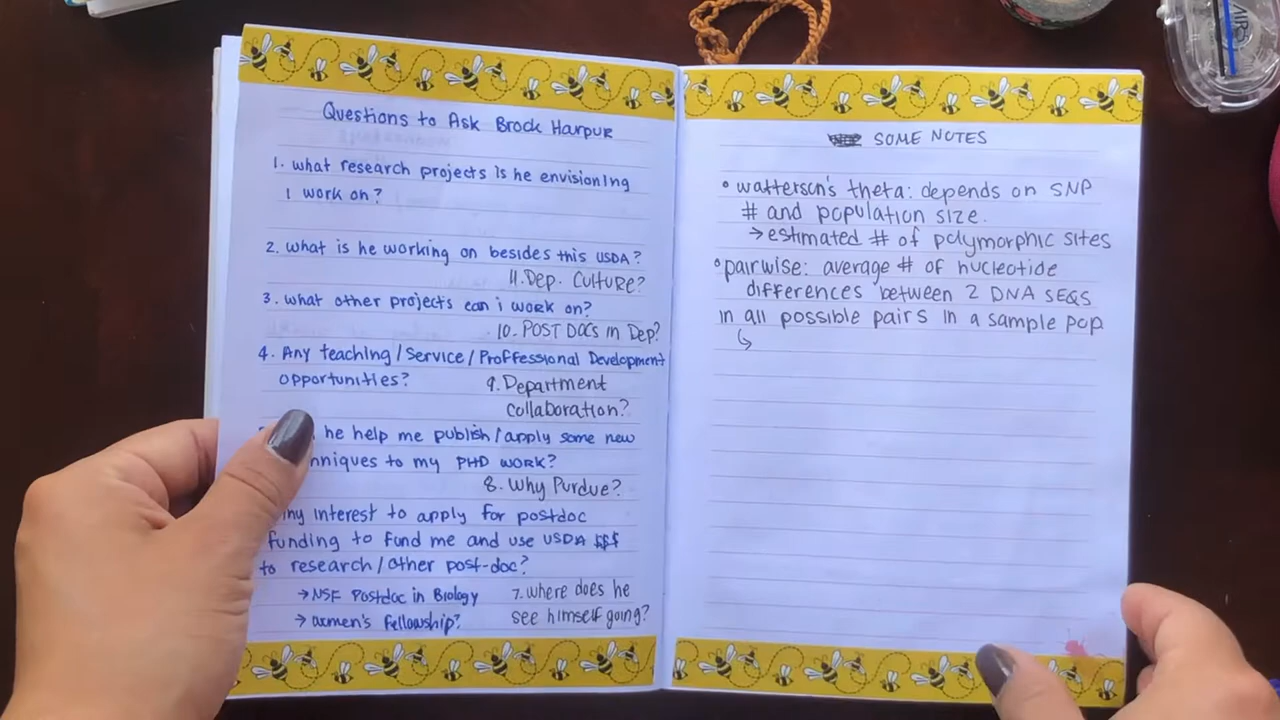 Questions to Ask Brock Harpur
1. what research projects is he envisioning
I work on?
2. what is he working on besides this USDA?
11. Dep. Culture?
3. what other projects can i work on?
10. POST DOCS in Dep?
4. Any teaching/Service/Proffessional Development
opportunities?
9. Department
collaboration?
he help me publish/apply some new
nniques to my PHD WORK?
8. Why Purdue?
ny interest to apply for postdoc
funding to fund me and use USDA $$$
to research/other post-doc?
→ NSF Postdoc in Biology
7. where does he
see himself going?
→ women's fellowship?
SOME NOTES
• watterson's theta: depends on SNP
# and population size.
→ estimated # of polymorphic sites
• pairwise: average # of nucleotide
differences between 2 DNA SEQS
in all possible pairs in a sample pop